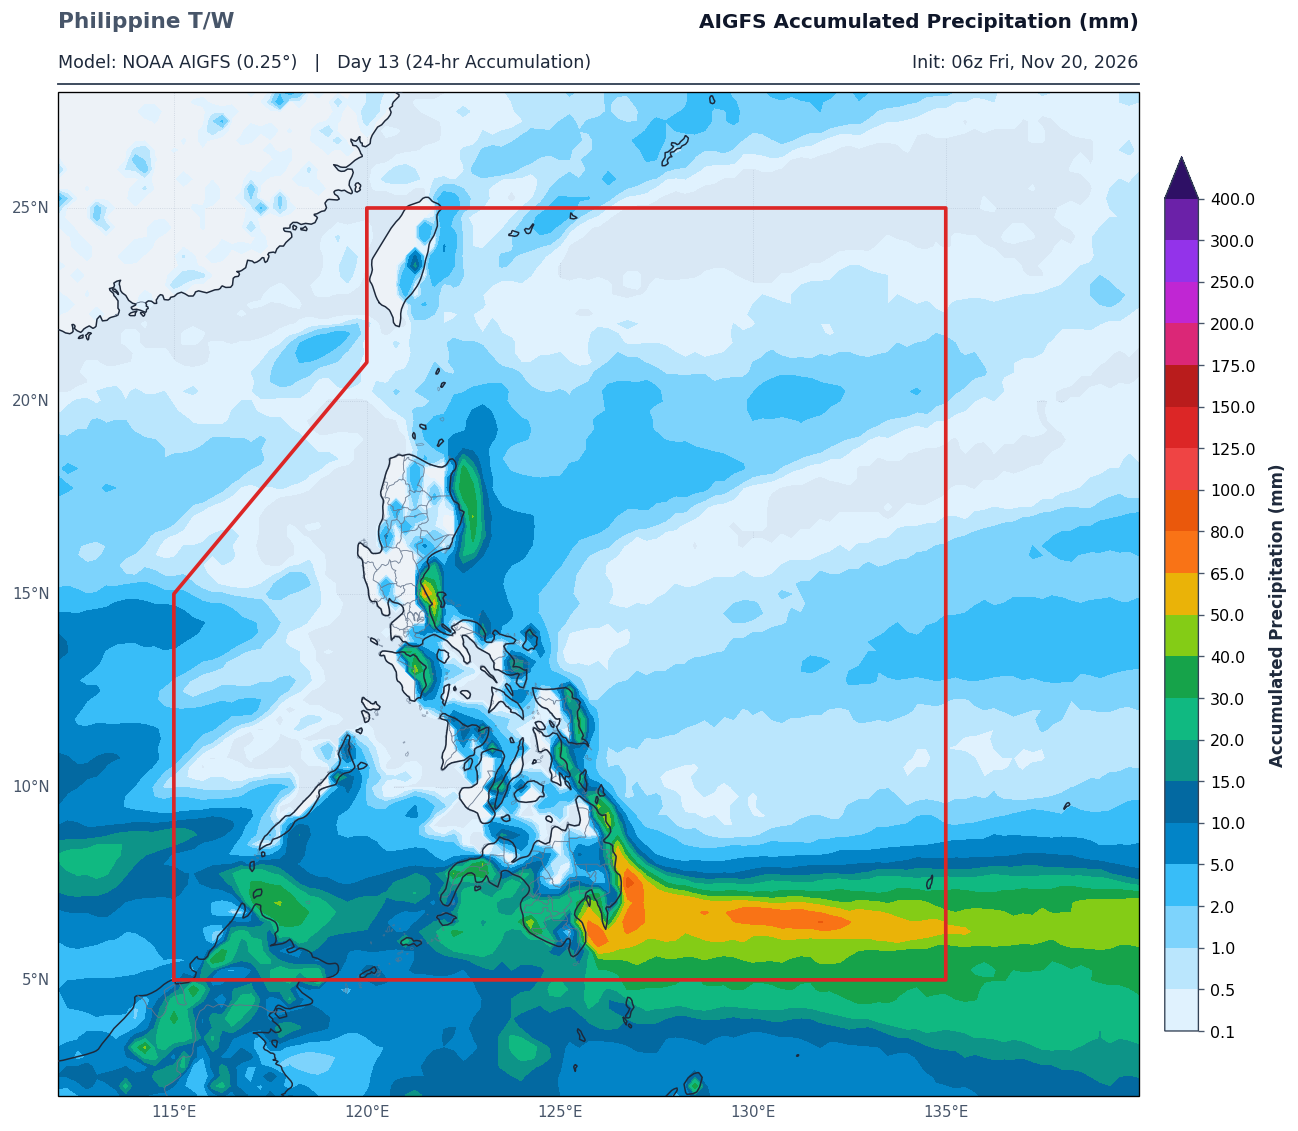 Philippine T/W
AIGFS Accumulated Precipitation (mm)
Model: NOAA AIGFS (0.25°) | Day 13 (24-hr Accumulation)
Init: 06z Fri, Nov 20, 2026
25°N
20°N
15°N
10°N
5°N
115°E
120°E
125°E
130°E
135°E
400.0
300.0
250.0
200.0
175.0
150.0
125.0
100.0
80.0
65.0
50.0
40.0
30.0
20.0
15.0
10.0
5.0
2.0
1.0
0.5
0.1
Accumulated Precipitation (mm)